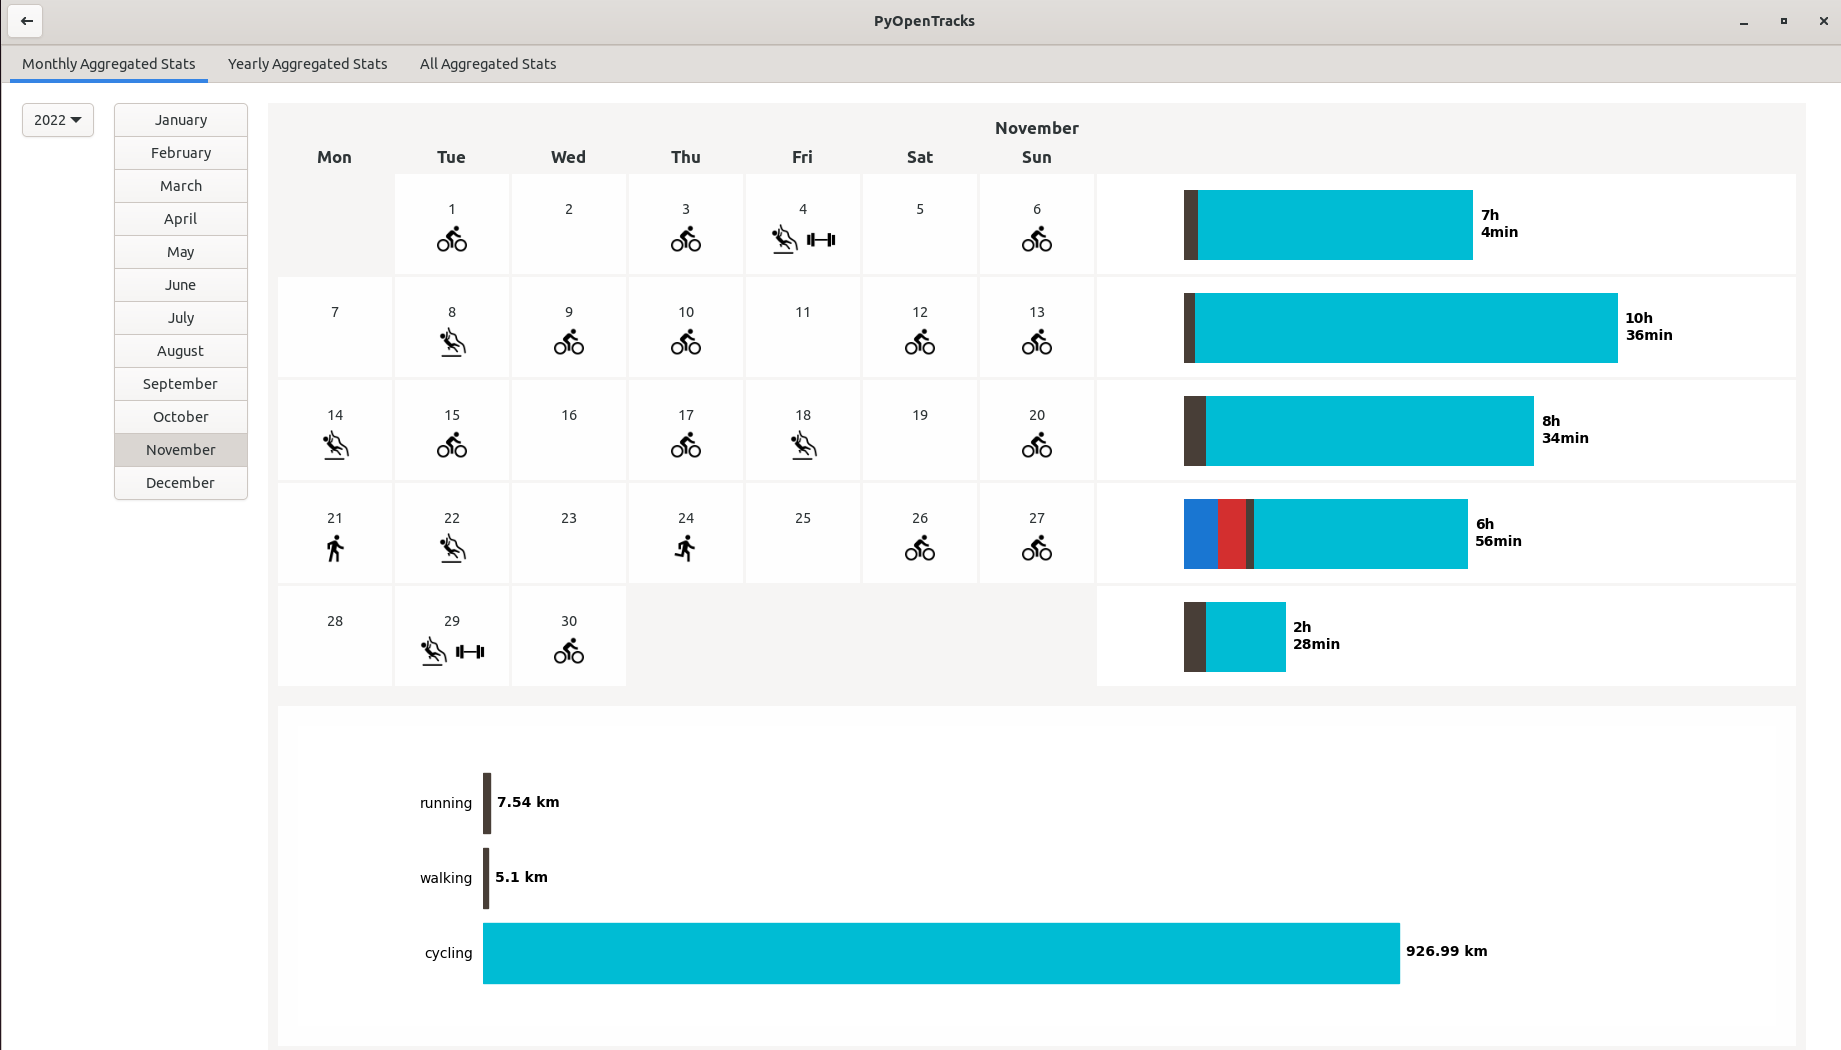 PyOpenTracks
Monthly Aggregated Stats Yearly Aggregated Stats All Aggregated Stats
2022
January
February
March
April
May
June
July
August
September
October
November
December
November
Mon Tue Wed Thu Fri Sat Sun
1 2 3 4 5 6
7h
4min
7 8 9 10 11 12 13
10h
36min
14 15 16 17 18 19 20
8h
34min
21 22 23 24 25 26 27
6h
56min
28 29 30
2h
28min
running 7.54 km
walking 5.1 km
cycling 926.99 km